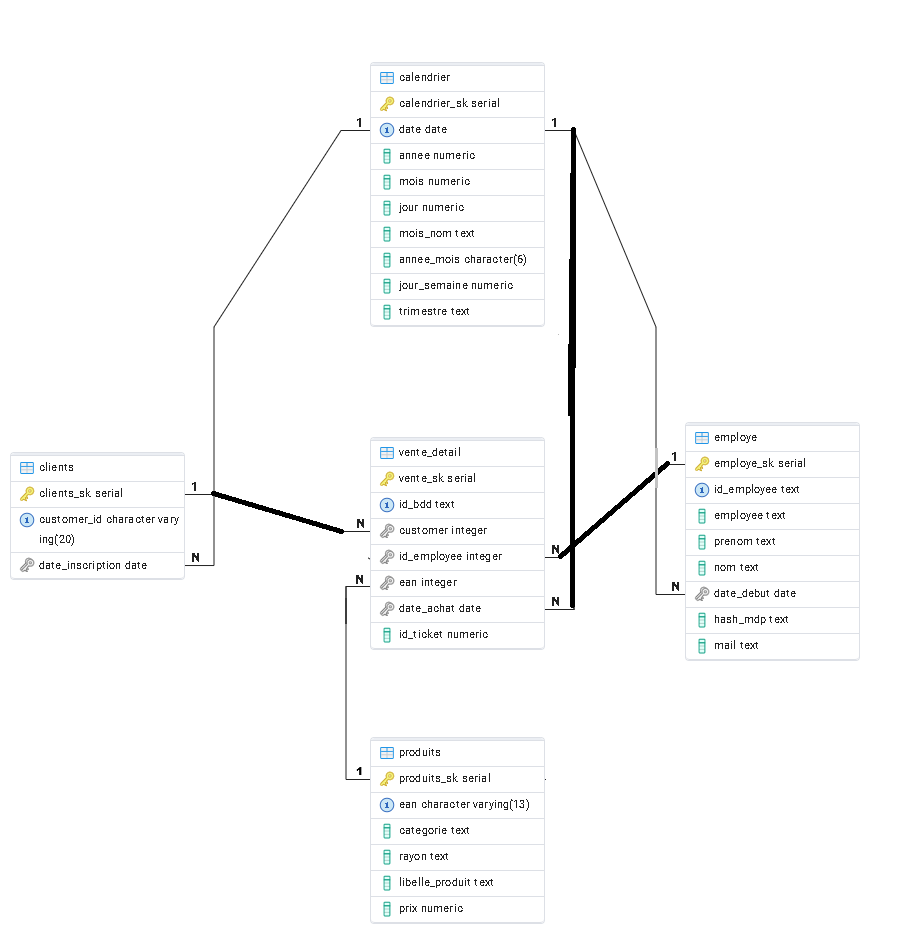 calendrier
calendrier_sk serial
1
date date
1
annee numeric
mois numeric
jour numeric
mois_nom text
annee_mois character(6)
jour_semaine numeric
trimestre text
clients
1
clients_sk serial
customer_id character vary
ing(20)
N
date_inscription date
vente_detail
vente_sk serial
id_bdd text
N
customer integer
id_employee integer
N
N
ean integer
date_achat date
N
id_ticket numeric
employe
1
employe_sk serial
id_employee text
employee text
prenom text
nom text
N
date_debut date
hash_mdp text
mail text
produits
1
produits_sk serial
ean character varying(13)
categorie text
rayon text
libelle_produit text
prix numeric